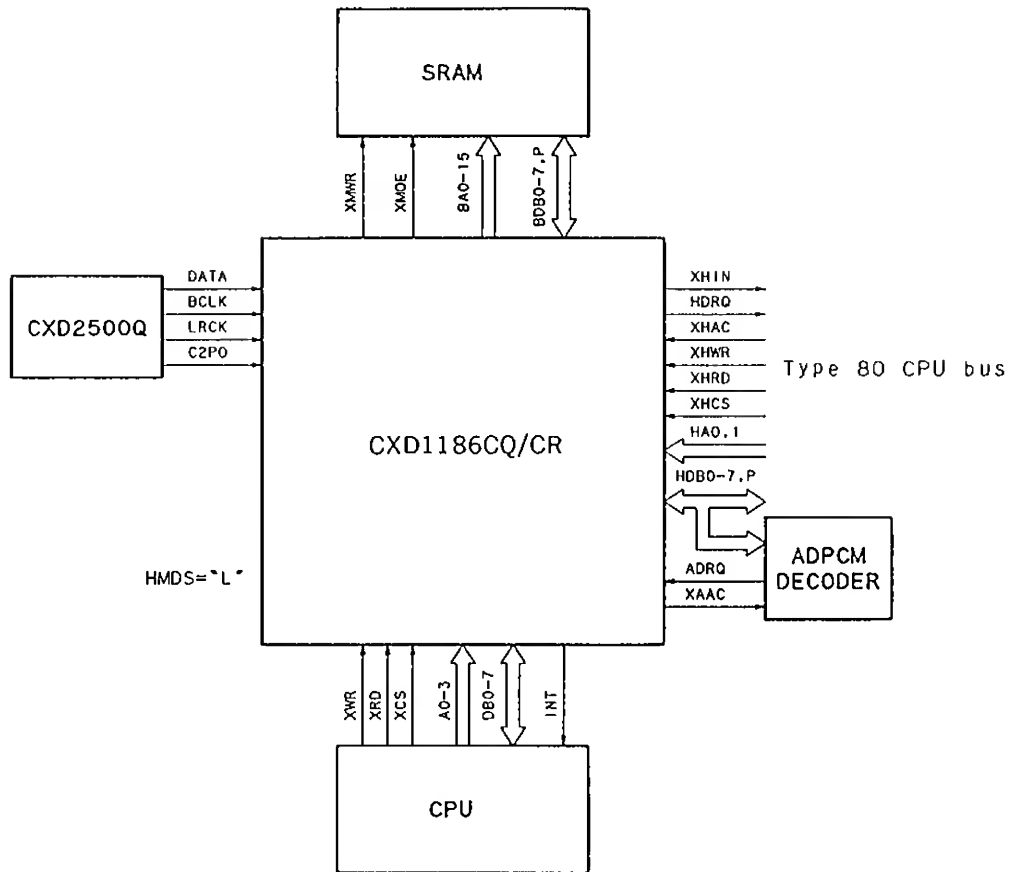 SRAM
XMWR
XMOE
BA0-15
BDB0-7,P
DATA
BCLK
LRCK
C2PO
CXD2500Q
CXD1186CQ/CR
XHIN
HDRQ
XHAC
XHWR
XHRD
XHCS
HA0,1
HDB0-7,P
Type 80 CPU bus
ADRQ
XAAC
ADPCM
DECODER
HMDS="L"
XWR
XRD
XCS
A0-3
DB0-7
INT
CPU